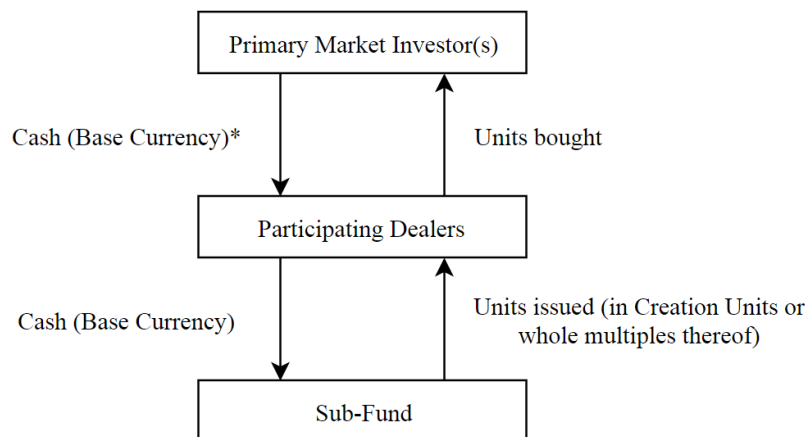 Primary Market Investor(s)
Cash (Base Currency)*
Units bought
Participating Dealers
Cash (Base Currency)
Units issued (in Creation Units or
whole multiples thereof)
Sub-Fund